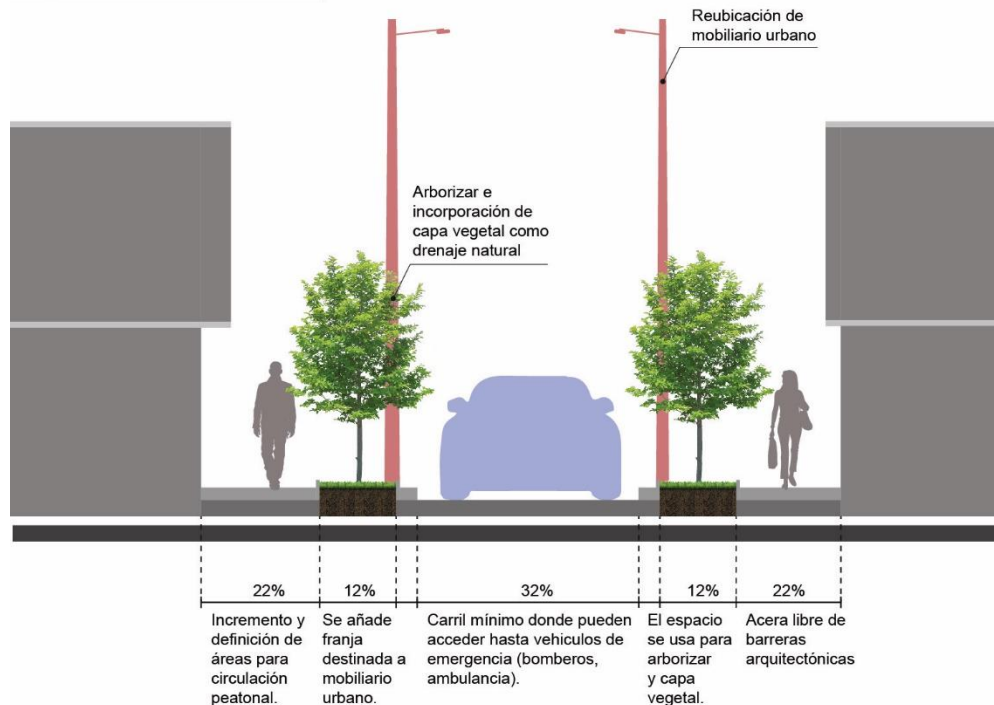 Reubicación de
mobiliario urbano
Arborizar e
incorporación de
capa vegetal como
drenaje natural
22%
12%
32%
12%
22%
Incremento y
definición de
áreas para
circulación
peatonal.
Se añade
franja
destinada a
mobiliario
urbano.
Carril mínimo donde pueden
acceder hasta vehiculos de
emergencia (bomberos,
ambulancia).
El espacio
se usa para
arborizar
y capa
vegetal.
Acera libre de
barreras
arquitectónicas